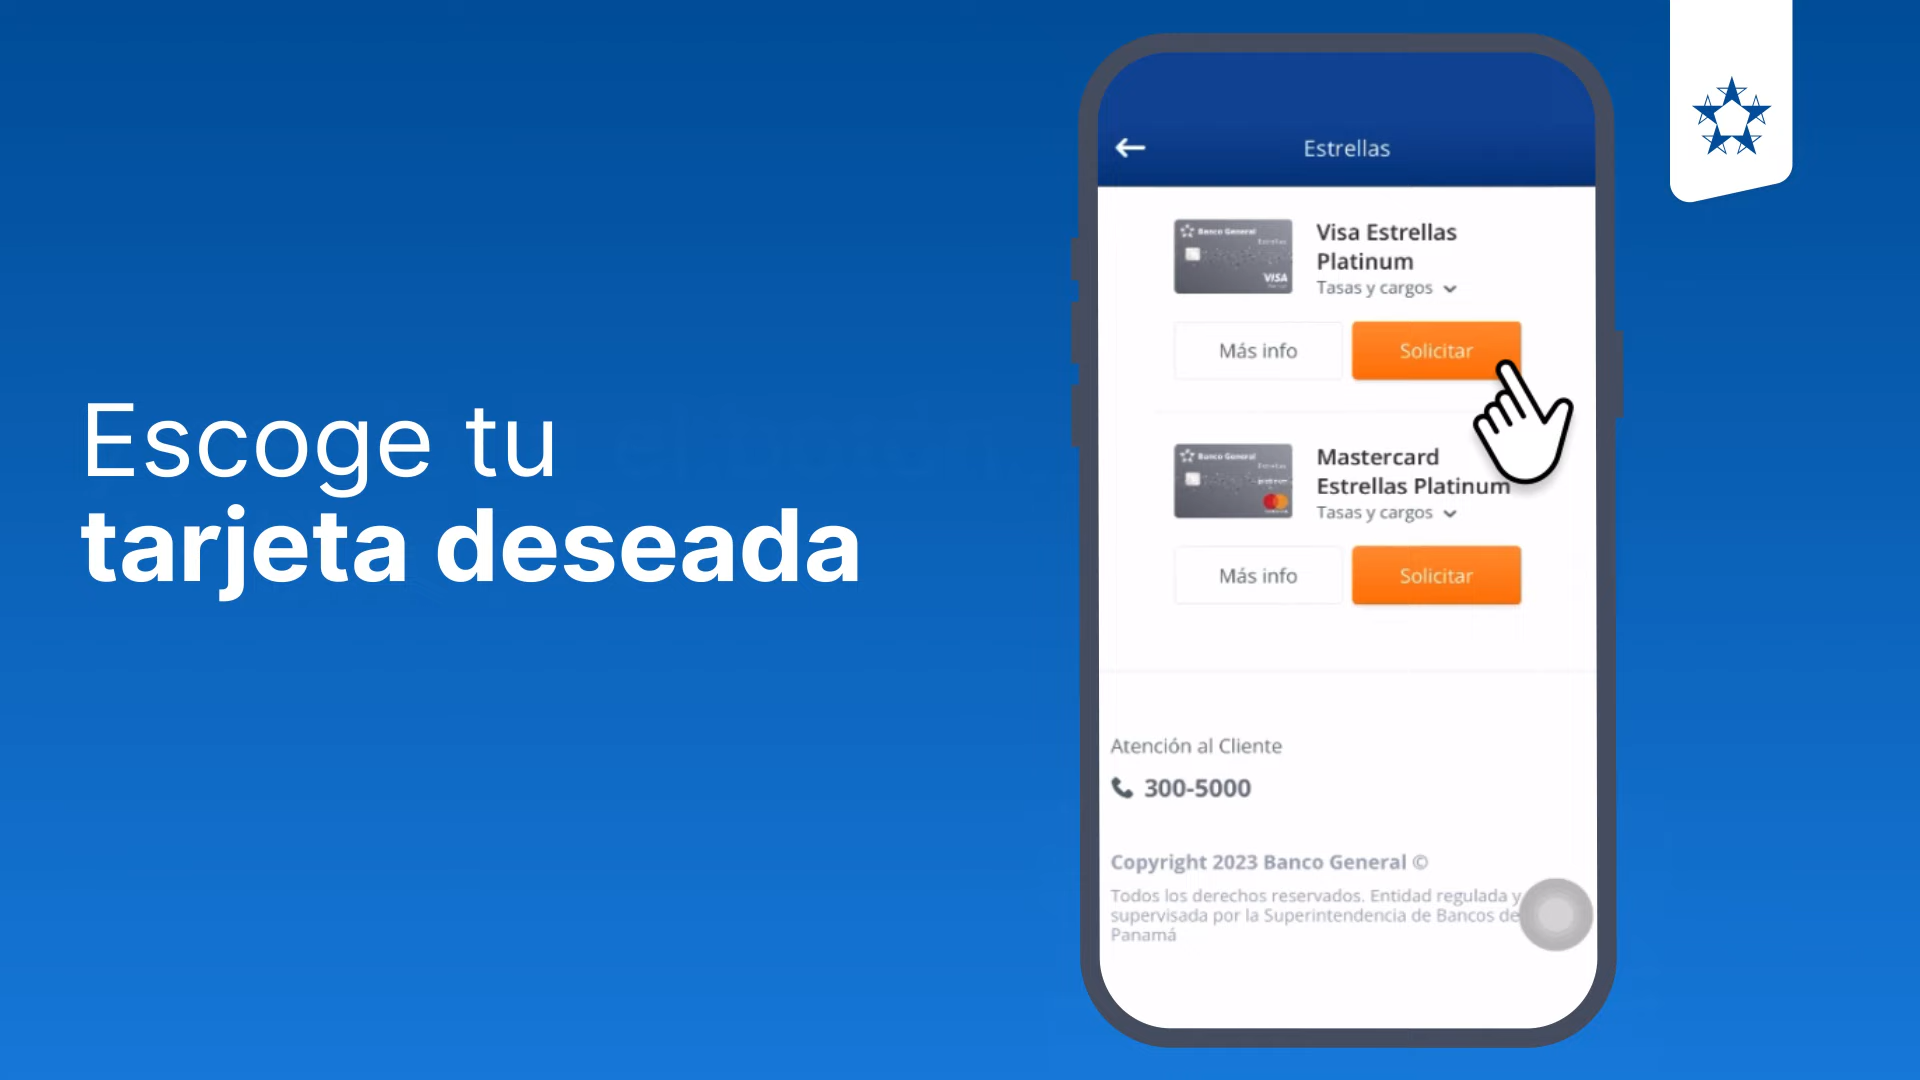 Escoge tu
tarjeta deseada
Estrellas
Banco General
VISA
Visa Estrellas
Platinum
Tasas y cargos
Más info
Solicitar
Banco General
Mastercard
Estrellas Platinum
Tasas y cargos
Más info
Solicitar
Atención al Cliente
300-5000
Copyright 2023 Banco General ©
Todos los derechos reservados. Entidad regulada y
supervisada por la Superintendencia de Bancos de
Panamá